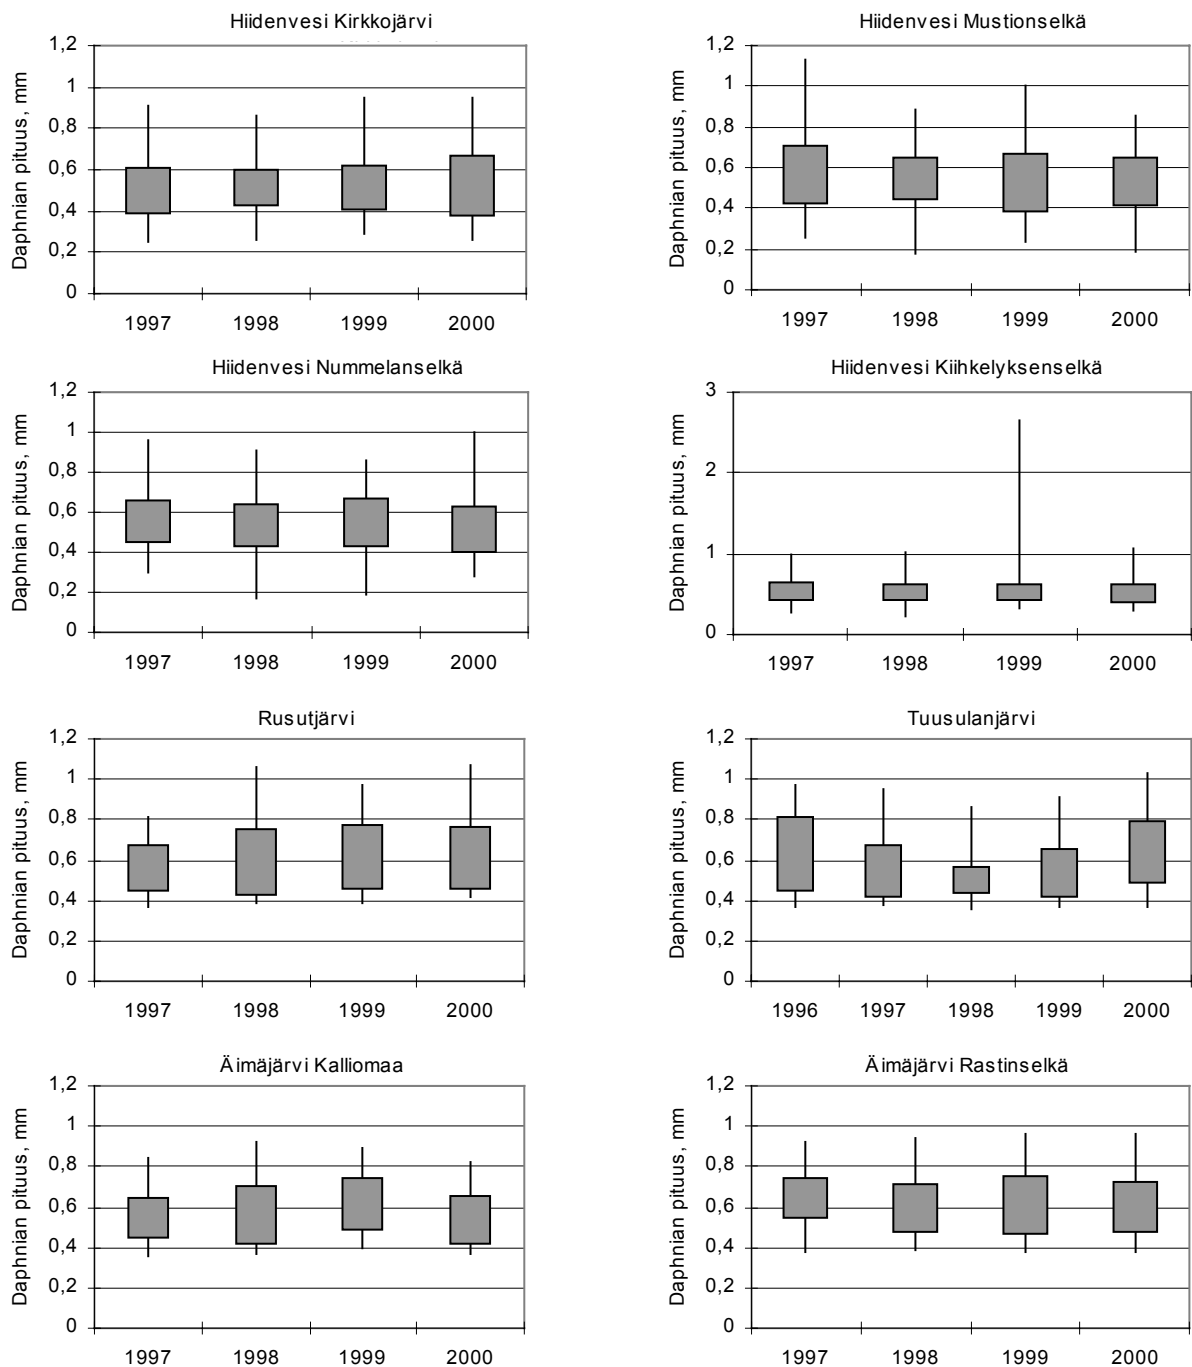 Hiidenvesi Kirkkojärvi
Daphnian pituus, mm
1,2
1
0,8
0,6
0,4
0,2
0
1997 1998 1999 2000
Hiidenvesi Mustionselkä
Daphnian pituus, mm
1,2
1
0,8
0,6
0,4
0,2
0
1997 1998 1999 2000
Hiidenvesi Nummelanselkä
Daphnian pituus, mm
1,2
1
0,8
0,6
0,4
0,2
0
1997 1998 1999 2000
Hiidenvesi Kiihkelyksenselkä
Daphnian pituus, mm
3
2
1
0
1997 1998 1999 2000
Rusutjärvi
Daphnian pituus, mm
1,2
1
0,8
0,6
0,4
0,2
0
1997 1998 1999 2000
Tuusulanjärvi
Daphnian pituus, mm
1,2
1
0,8
0,6
0,4
0,2
0
1996 1997 1998 1999 2000
Äimäjärvi Kalliomaa
Daphnian pituus, mm
1,2
1
0,8
0,6
0,4
0,2
0
1997 1998 1999 2000
Äimäjärvi Rastinselkä
Daphnian pituus, mm
1,2
1
0,8
0,6
0,4
0,2
0
1997 1998 1999 2000